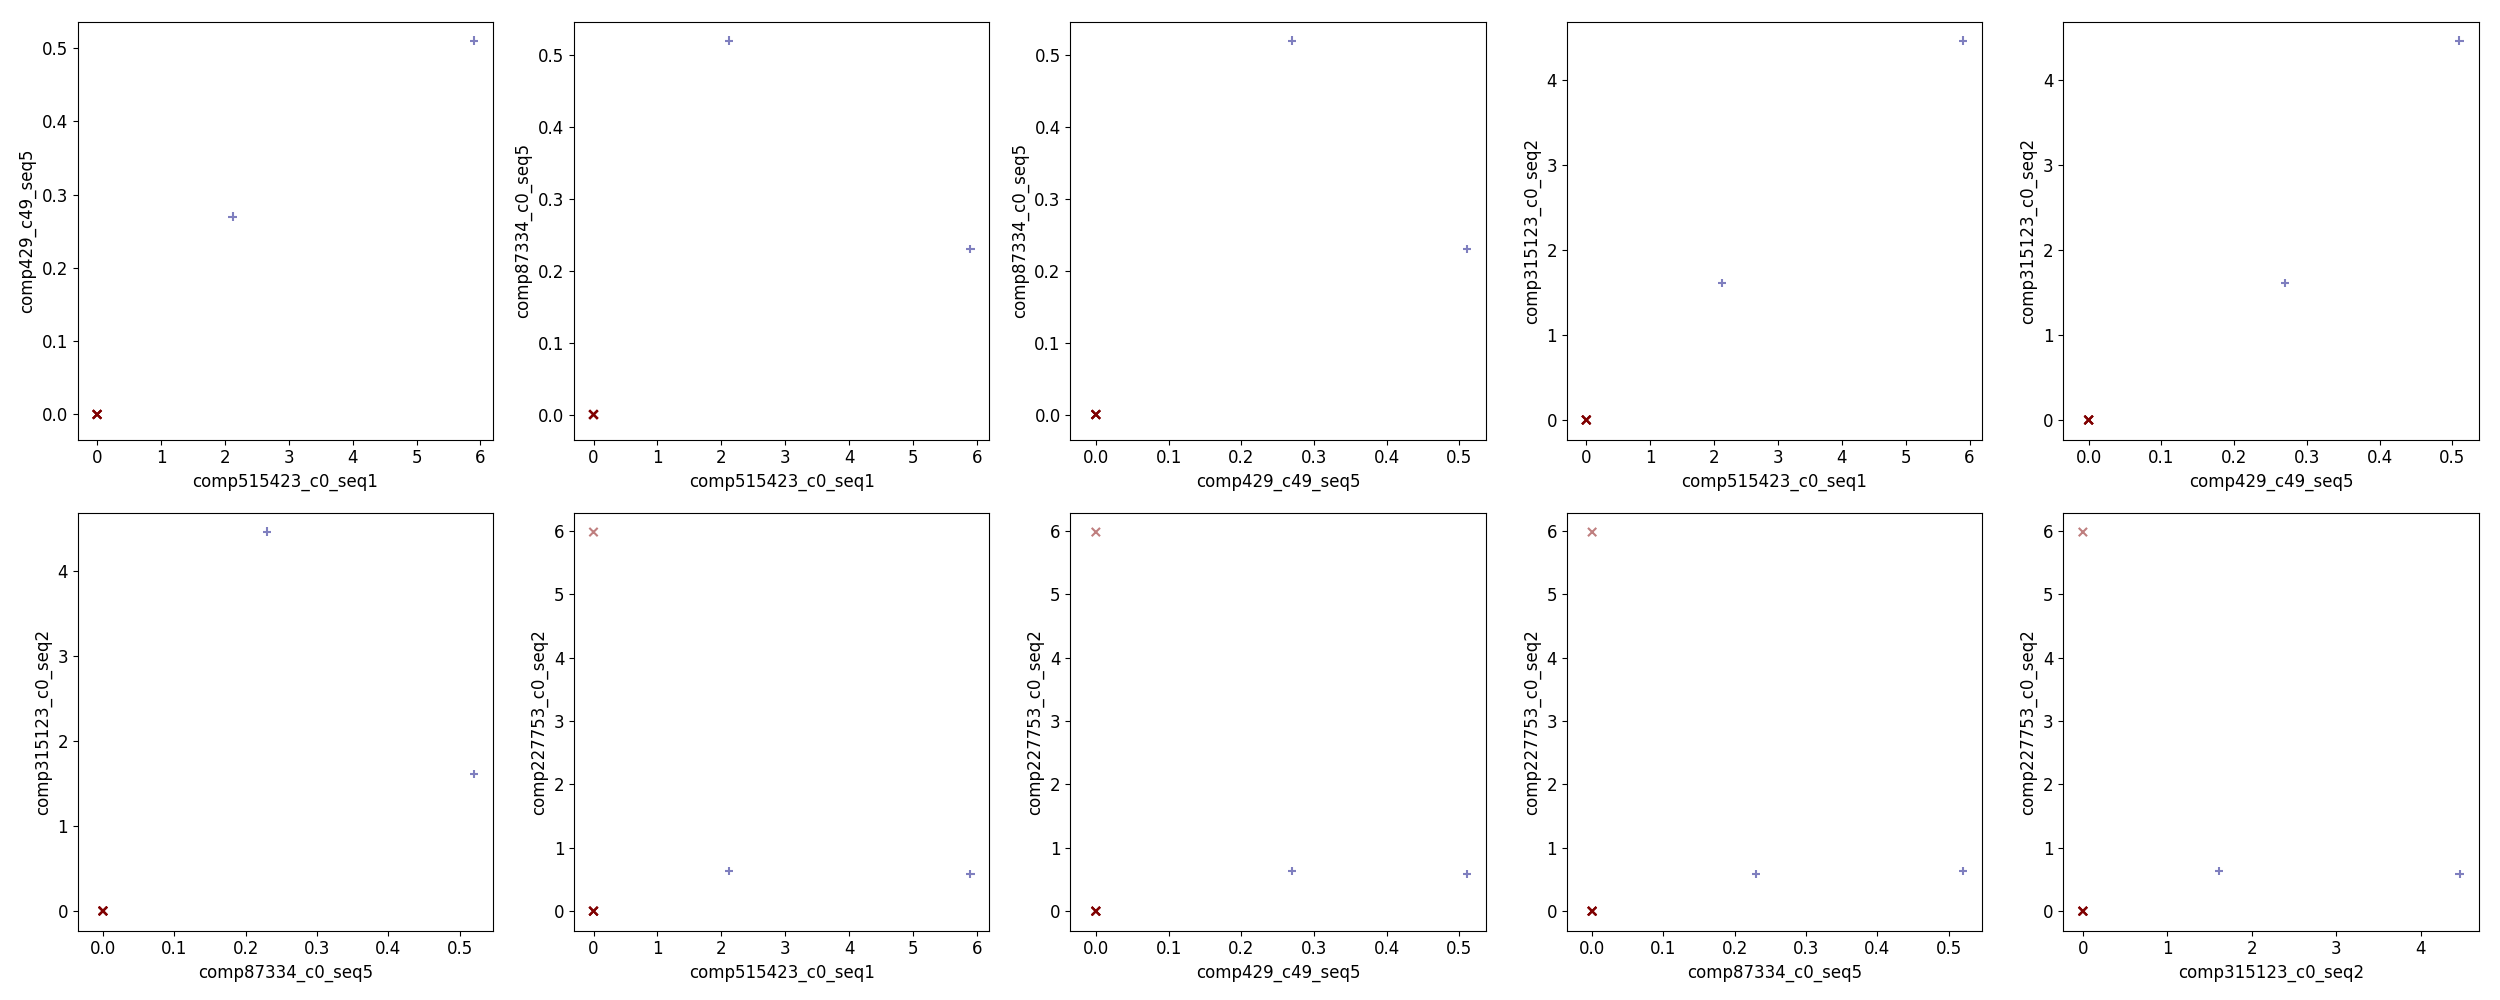 0.5
0.4
0.3
0.2
0.1
0.0
comp429_c49_seq5
0 1 2 3 4 5 6
comp515423_c0_seq1
0.5
0.4
0.3
0.2
0.1
0.0
comp87334_c0_seq5
0 1 2 3 4 5 6
comp515423_c0_seq1
0.5
0.4
0.3
0.2
0.1
0.0
comp87334_c0_seq5
0.0 0.1 0.2 0.3 0.4 0.5
comp429_c49_seq5
4
3
2
1
0
comp315123_c0_seq2
0 1 2 3 4 5 6
comp515423_c0_seq1
4
3
2
1
0
comp315123_c0_seq2
0.0 0.1 0.2 0.3 0.4 0.5
comp429_c49_seq5
4
3
2
1
0
comp315123_c0_seq2
0.0 0.1 0.2 0.3 0.4 0.5
comp87334_c0_seq5
6
5
4
3
2
1
0
comp227753_c0_seq2
0 1 2 3 4 5 6
comp515423_c0_seq1
6
5
4
3
2
1
0
comp227753_c0_seq2
0.0 0.1 0.2 0.3 0.4 0.5
comp429_c49_seq5
6
5
4
3
2
1
0
comp227753_c0_seq2
0.0 0.1 0.2 0.3 0.4 0.5
comp87334_c0_seq5
6
5
4
3
2
1
0
comp227753_c0_seq2
0 1 2 3 4
comp315123_c0_seq2